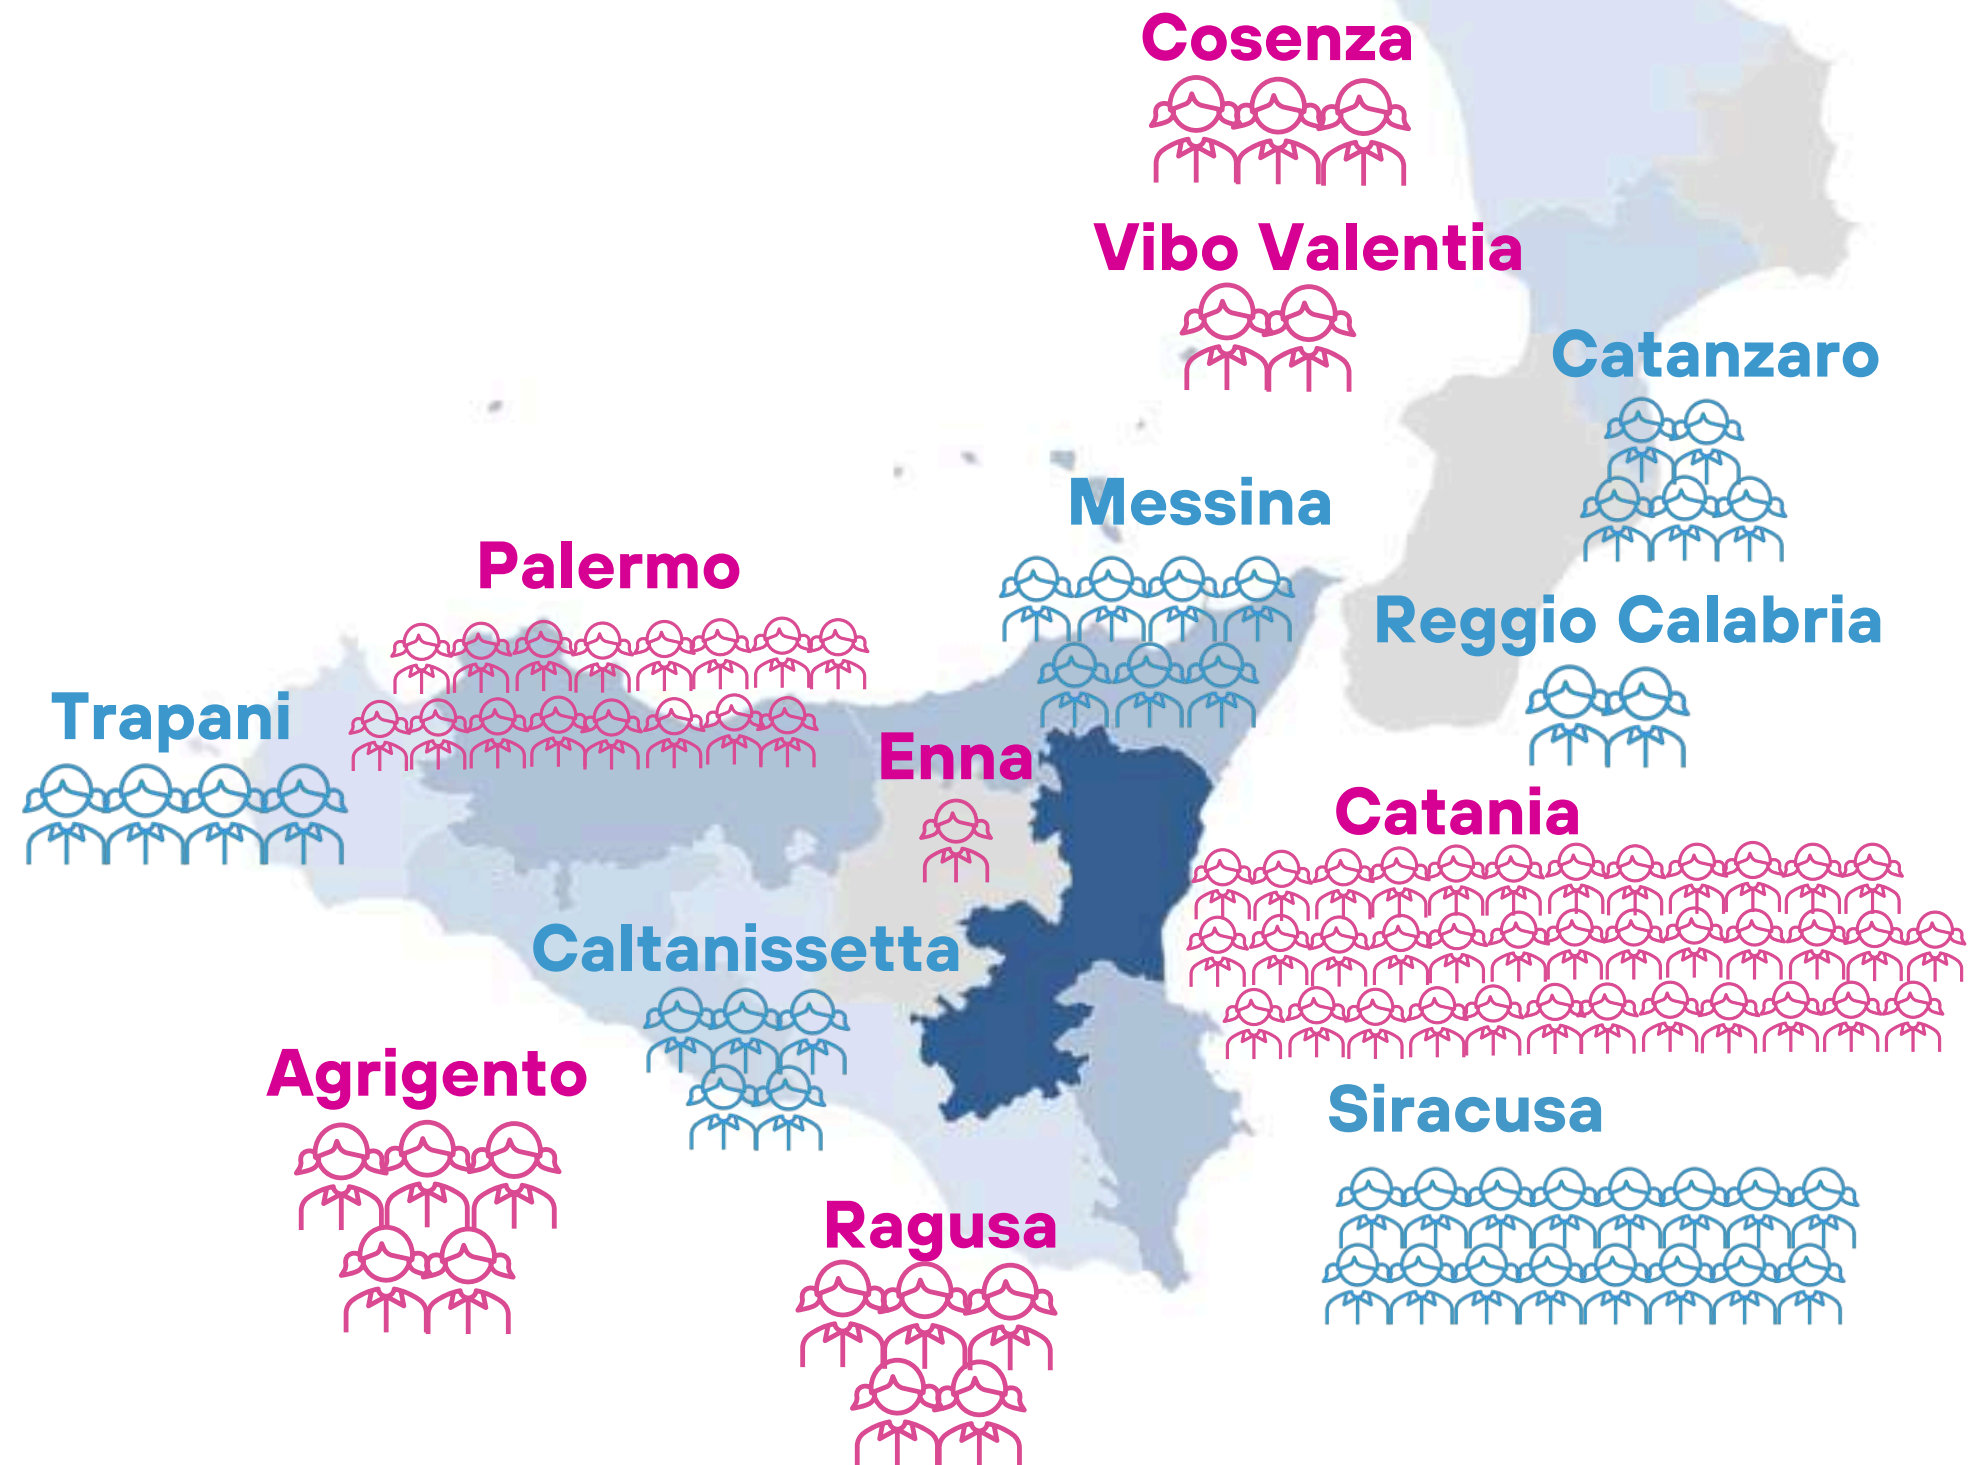 Cosenza
Vibo Valentia
Catanzaro
Messina
Palermo
Reggio Calabria
Trapani
Enna
Catania
Caltanissetta
Agrigento
Siracusa
Ragusa